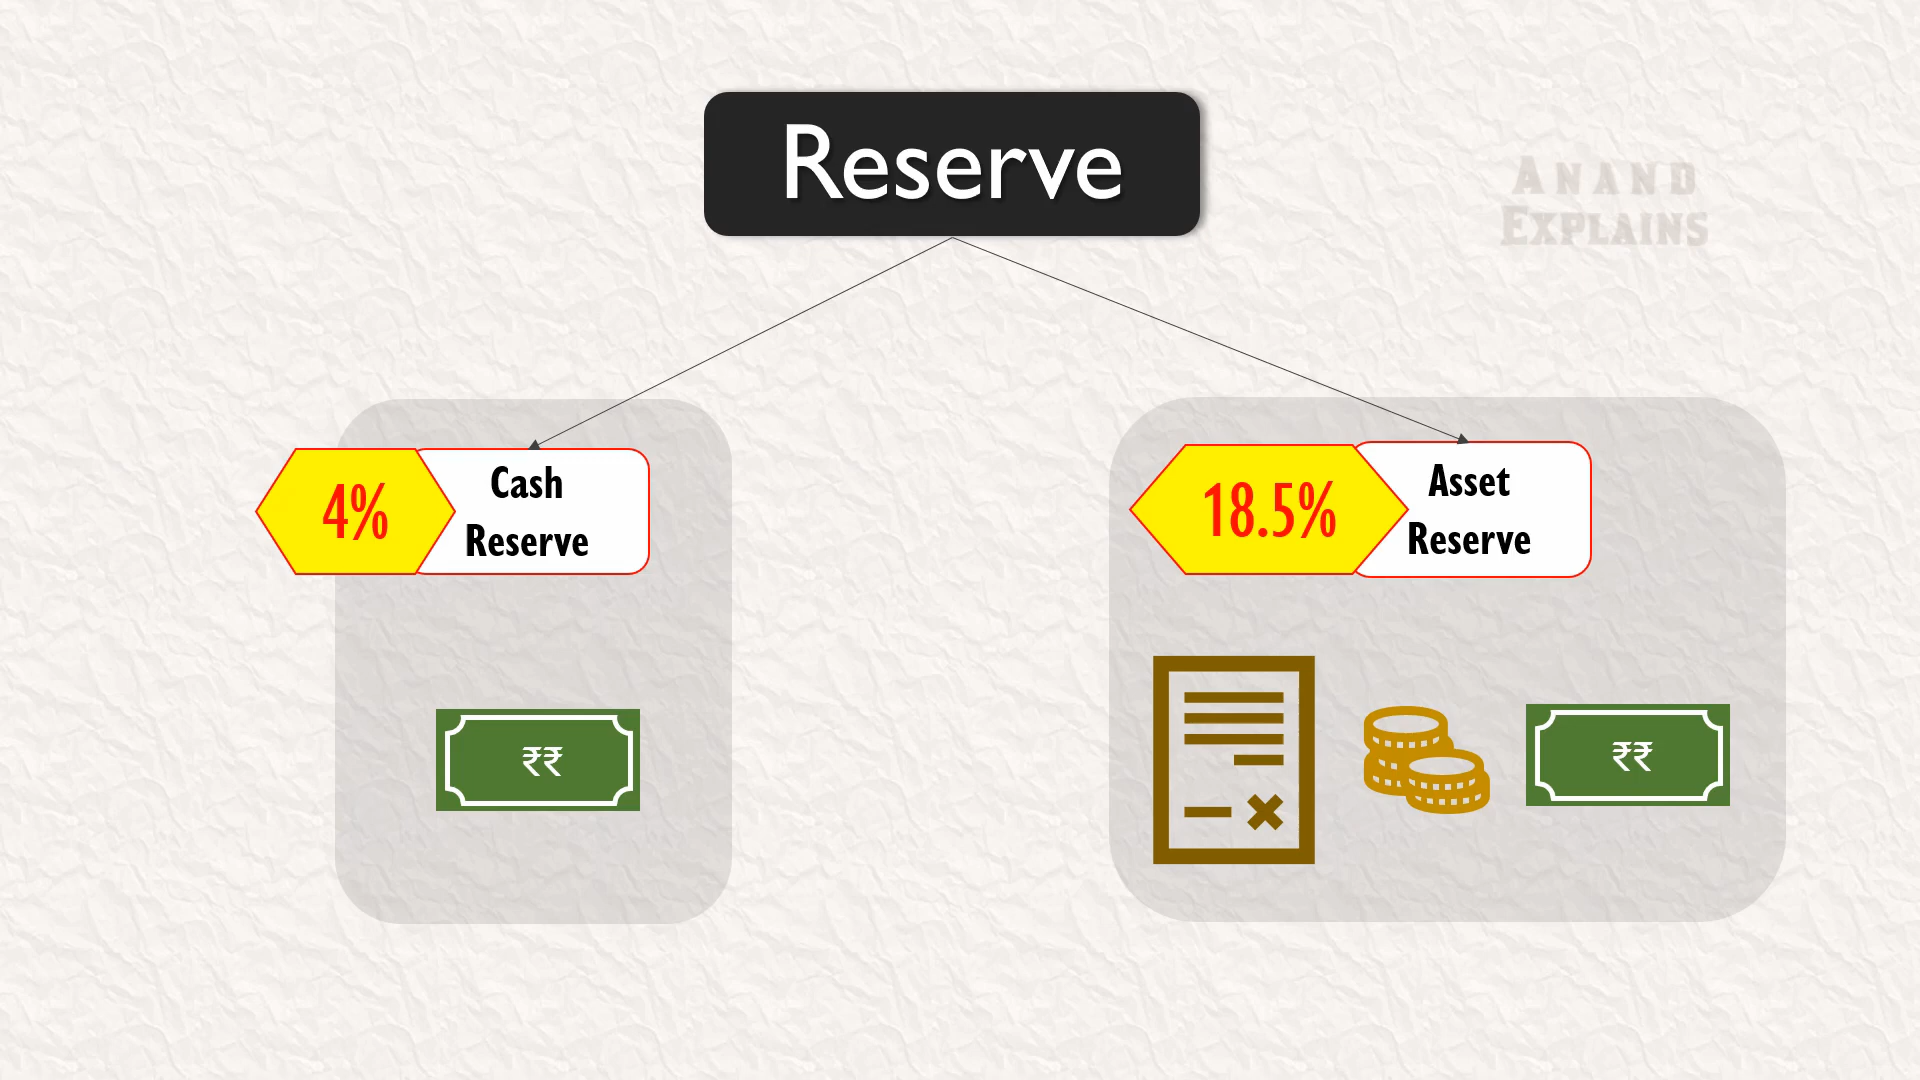 Reserve
ANAND
EXPLAINS
4%
Cash
Reserve
18.5%
Asset
Reserve
₹₹
₹₹